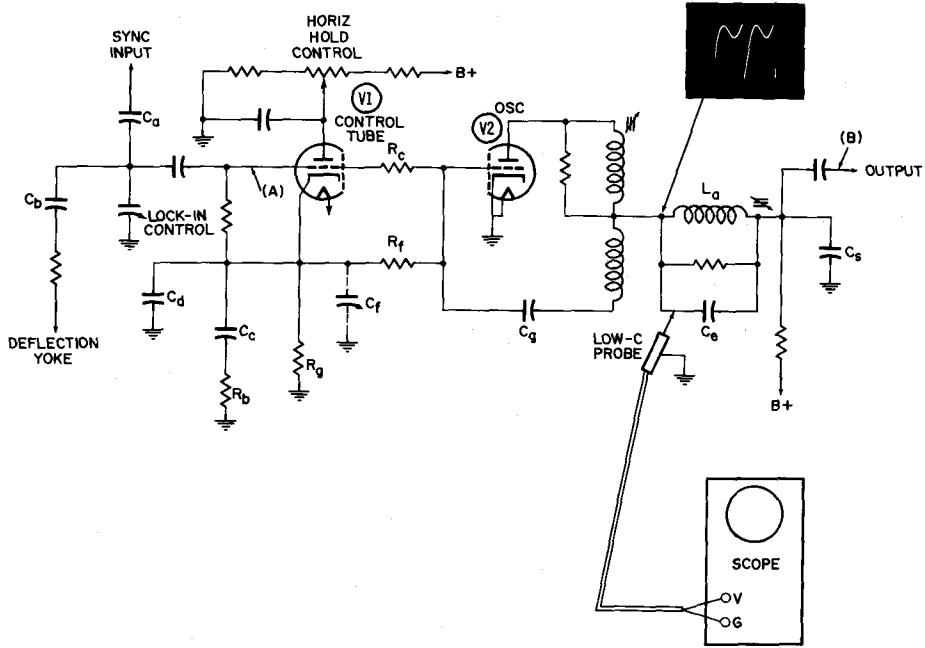 SYNC
INPUT
HORIZ
HOLD
CONTROL
B+
V1
CONTROL
TUBE
OSC
V2
Ca
Rc
(B)
OUTPUT
(A)
La
Cb
LOCK-IN
CONTROL
Rf
Cs
Cd
Cf
Cg
Ce
Cc
LOW-C
PROBE
DEFLECTION
YOKE
Rg
Rb
B+
SCOPE
V
G